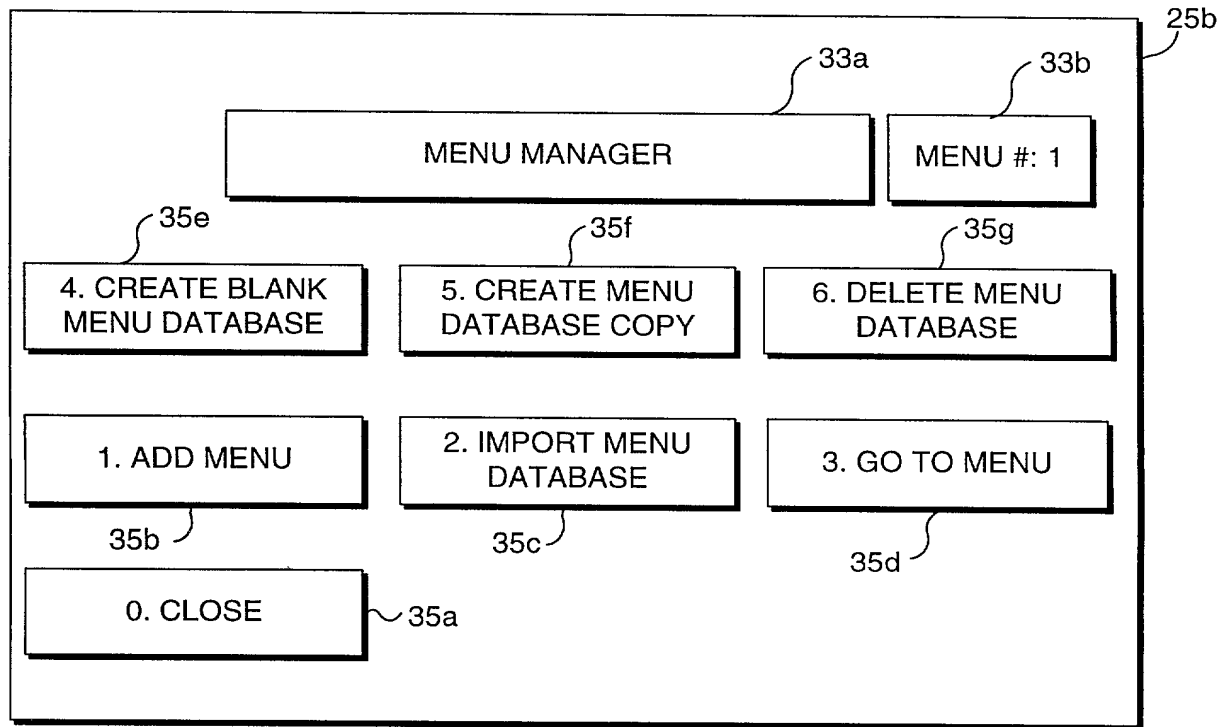 25b
33a
33b
MENU MANAGER
MENU #: 1
35e
35f
35g
4. CREATE BLANK
MENU DATABASE
5. CREATE MENU
DATABASE COPY
6. DELETE MENU
DATABASE
1. ADD MENU
2. IMPORT MENU
DATABASE
3. GO TO MENU
35b
35c
35d
0. CLOSE
35a